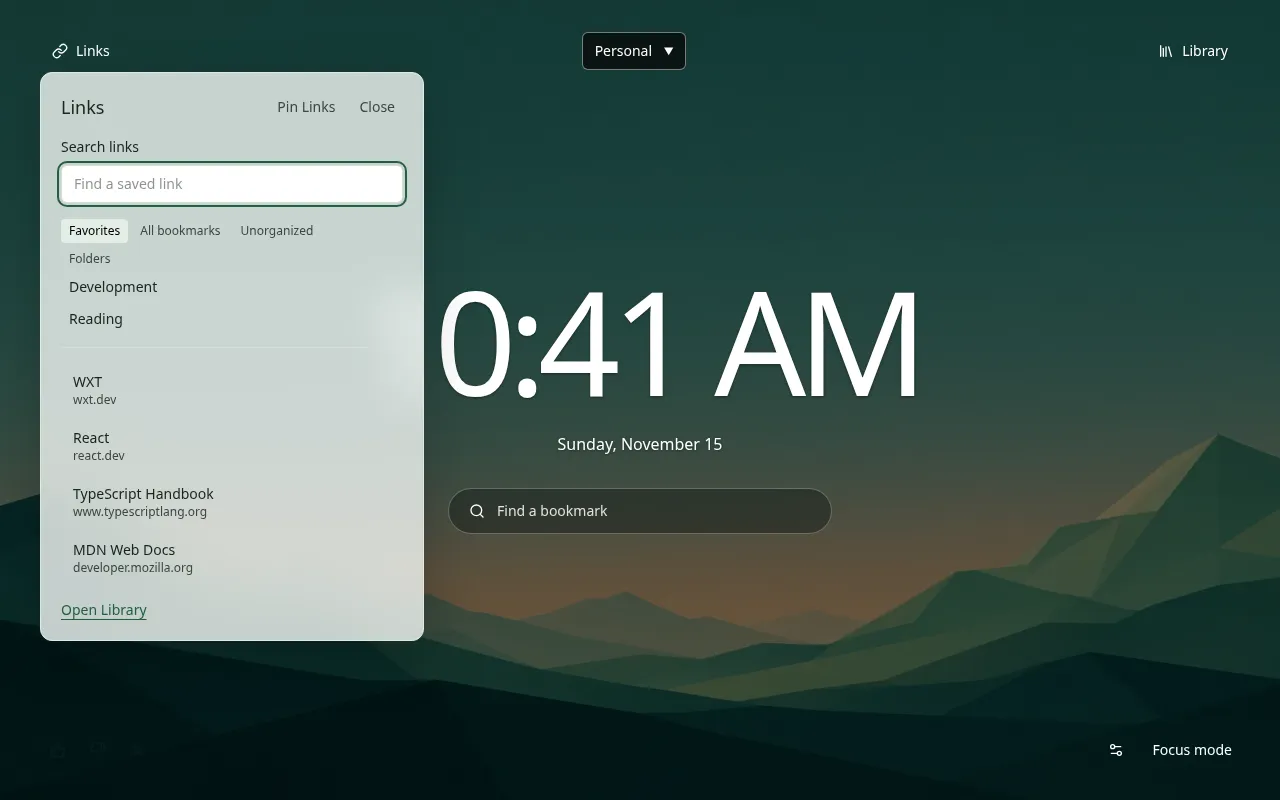 Links
Personal ▼
Library
Links
Pin Links
Close
Search links
Find a saved link
Favorites
All bookmarks
Unorganized
Folders
Development
Reading
WXT
wxt.dev
React
react.dev
TypeScript Handbook
www.typescriptlang.org
MDN Web Docs
developer.mozilla.org
Open Library
0:41 AM
Sunday, November 15
Find a bookmark
Focus mode